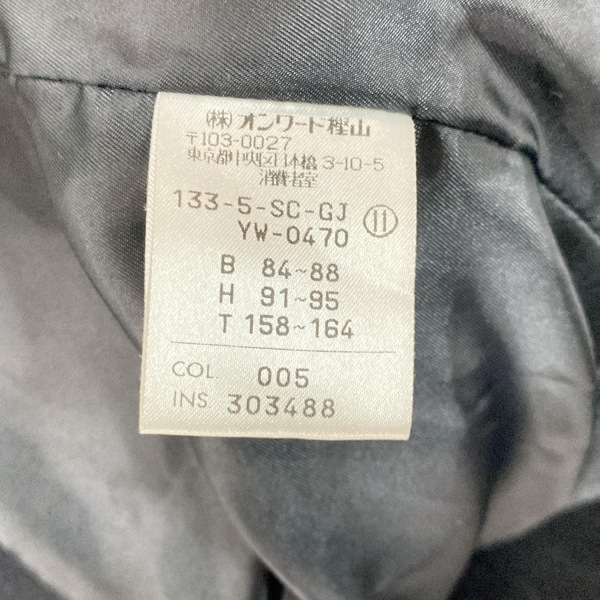 (株)オンワード樫山
〒103-0027
東京都中央区日本橋 3-10-5
消費者室
133-5-SC-GJ ⑪
YW-0470
B 84~88
H 91~95
T 158~164
COL 005
INS 303488